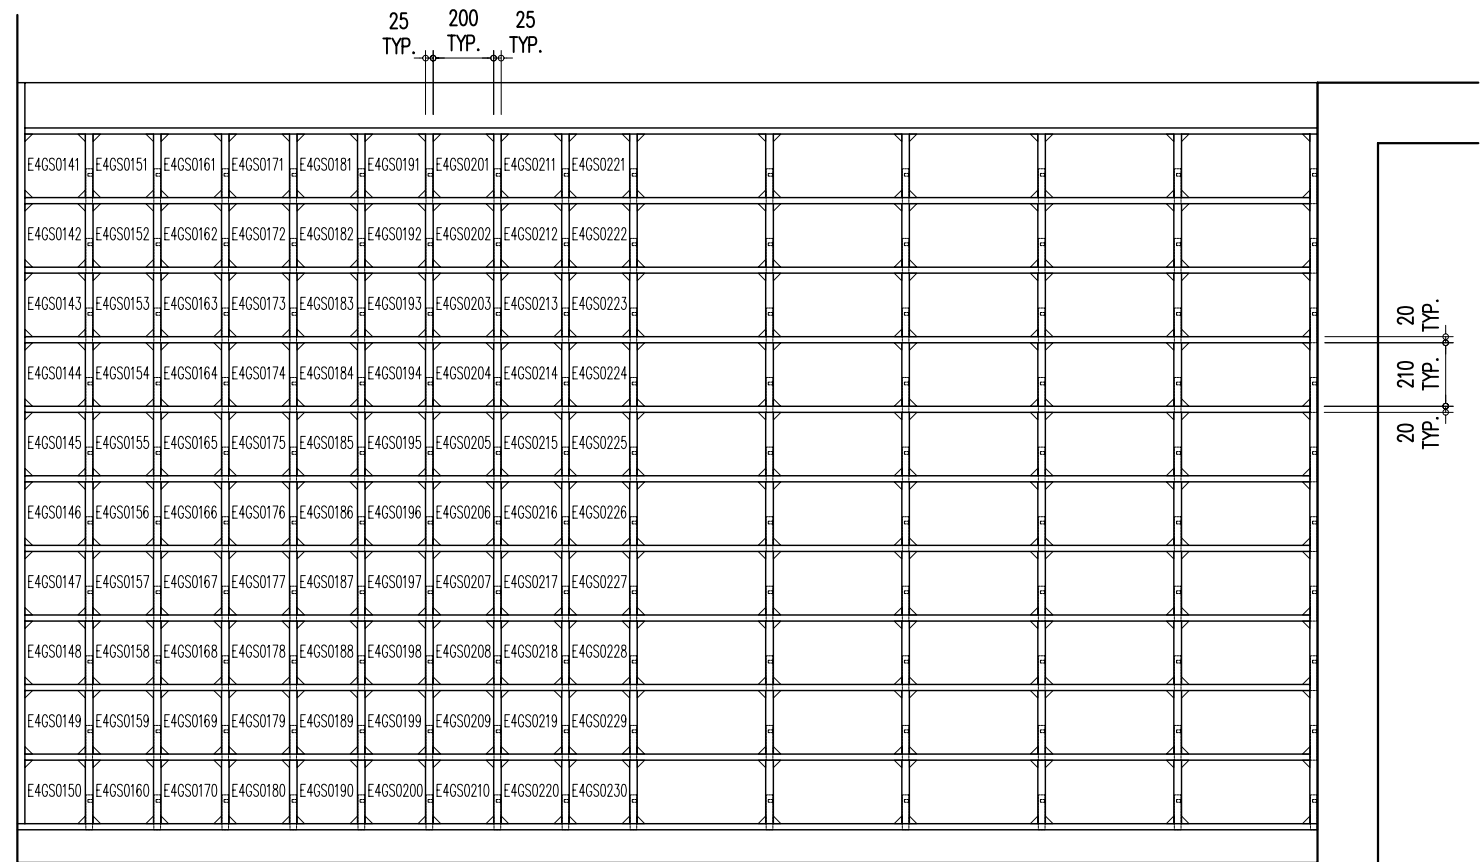 25 200 25
TYP. TYP. TYP.
E4GS0141 E4GS0151 E4GS0161 E4GS0171 E4GS0181 E4GS0191 E4GS0201 E4GS0211 E4GS0221
E4GS0142 E4GS0152 E4GS0162 E4GS0172 E4GS0182 E4GS0192 E4GS0202 E4GS0212 E4GS0222
E4GS0143 E4GS0153 E4GS0163 E4GS0173 E4GS0183 E4GS0193 E4GS0203 E4GS0213 E4GS0223
20 TYP.
E4GS0144 E4GS0154 E4GS0164 E4GS0174 E4GS0184 E4GS0194 E4GS0204 E4GS0214 E4GS0224
210 TYP.
E4GS0145 E4GS0155 E4GS0165 E4GS0175 E4GS0185 E4GS0195 E4GS0205 E4GS0215 E4GS0225
20 TYP.
E4GS0146 E4GS0156 E4GS0166 E4GS0176 E4GS0186 E4GS0196 E4GS0206 E4GS0216 E4GS0226
E4GS0147 E4GS0157 E4GS0167 E4GS0177 E4GS0187 E4GS0197 E4GS0207 E4GS0217 E4GS0227
E4GS0148 E4GS0158 E4GS0168 E4GS0178 E4GS0188 E4GS0198 E4GS0208 E4GS0218 E4GS0228
E4GS0149 E4GS0159 E4GS0169 E4GS0179 E4GS0189 E4GS0199 E4GS0209 E4GS0219 E4GS0229
E4GS0150 E4GS0160 E4GS0170 E4GS0180 E4GS0190 E4GS0200 E4GS0210 E4GS0220 E4GS0230